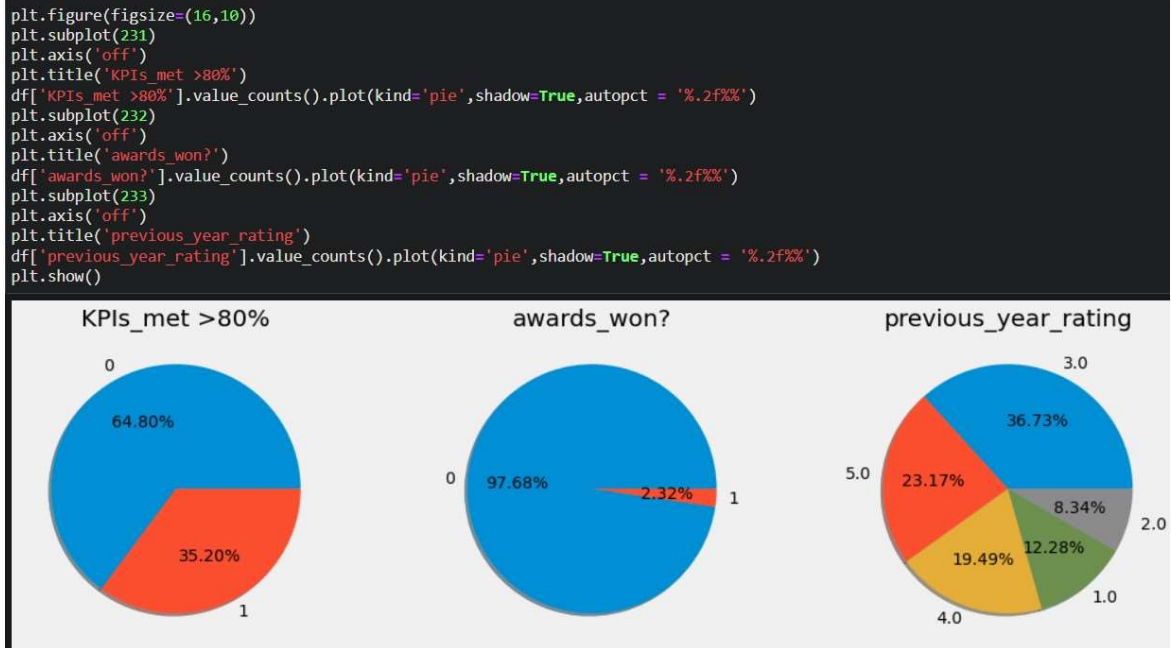 plt.figure(figsize=(16,10))
plt.subplot(231)
plt.axis('off')
plt.title('KPIs_met >80%')
df['KPIs_met >80%'].value_counts().plot(kind='pie',shadow=True,autopct = '%.2f%%')
plt.subplot(232)
plt.axis('off')
plt.title('awards_won?')
df['awards_won?'].value_counts().plot(kind='pie',shadow=True,autopct = '%.2f%%')
plt.subplot(233)
plt.axis('off')
plt.title('previous_year_rating')
df['previous_year_rating'].value_counts().plot(kind='pie',shadow=True,autopct = '%.2f%%')
plt.show()
KPIs_met >80%
0
64.80%
35.20%
1
awards_won?
0
97.68%
2.32%
1
previous_year_rating
3.0
36.73%
5.0
23.17%
8.34%
2.0
12.28%
19.49%
1.0
4.0